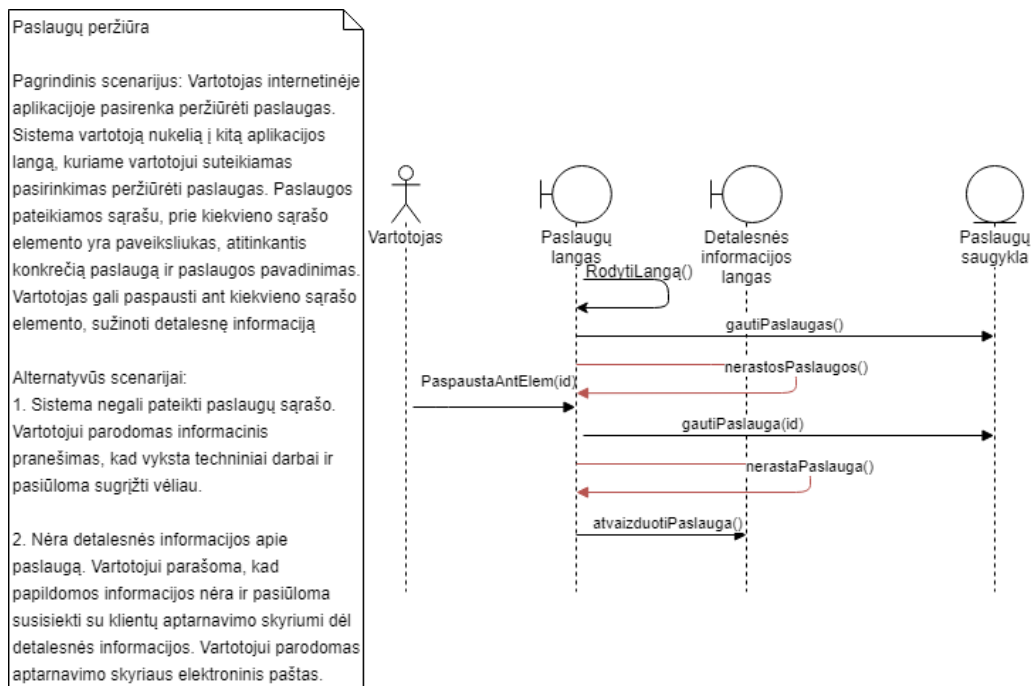 Paslaugų peržiūra
Pagrindinis scenarijus: Vartotojas internetinėje
aplikacijoje pasirenka peržiūrėti paslaugas.
Sistema vartotoją nukelią į kitą aplikacijos
langą, kuriame vartotojui suteikiamas
pasirinkimas peržiūrėti paslaugas. Paslaugos
pateikiamos sąrašu, prie kiekvieno sąrašo
elemento yra paveiksliukas, atitinkantis
konkrečią paslaugą ir paslaugos pavadinimas.
Vartotojas gali paspausti ant kiekvieno sąrašo
elemento, sužinoti detalesnę informaciją
Alternatyvūs scenarijai:
1. Sistema negali pateikti paslaugų sąrašo.
Vartotojui parodomas informacinis
pranešimas, kad vyksta techniniai darbai ir
pasiūloma sugrįžti vėliau.
2. Nėra detalesnės informacijos apie
paslaugą. Vartotojui parašoma, kad
papildomos informacijos nėra ir pasiūloma
susisiekti su klientų aptarnavimo skyriumi dėl
detalesnės informacijos. Vartotojui parodomas
aptarnavimo skyriaus elektroninis paštas.
Vartotojas
Paslaugų
langas
Detalesnės
informacijos
langas
Paslaugų
saugykla
RodytiLangą()
gautiPaslaugas()
nerastosPaslaugos()
PaspaustaAntElem(id)
gautiPaslauga(id)
nerastaPaslauga()
atvaizduotiPaslauga()